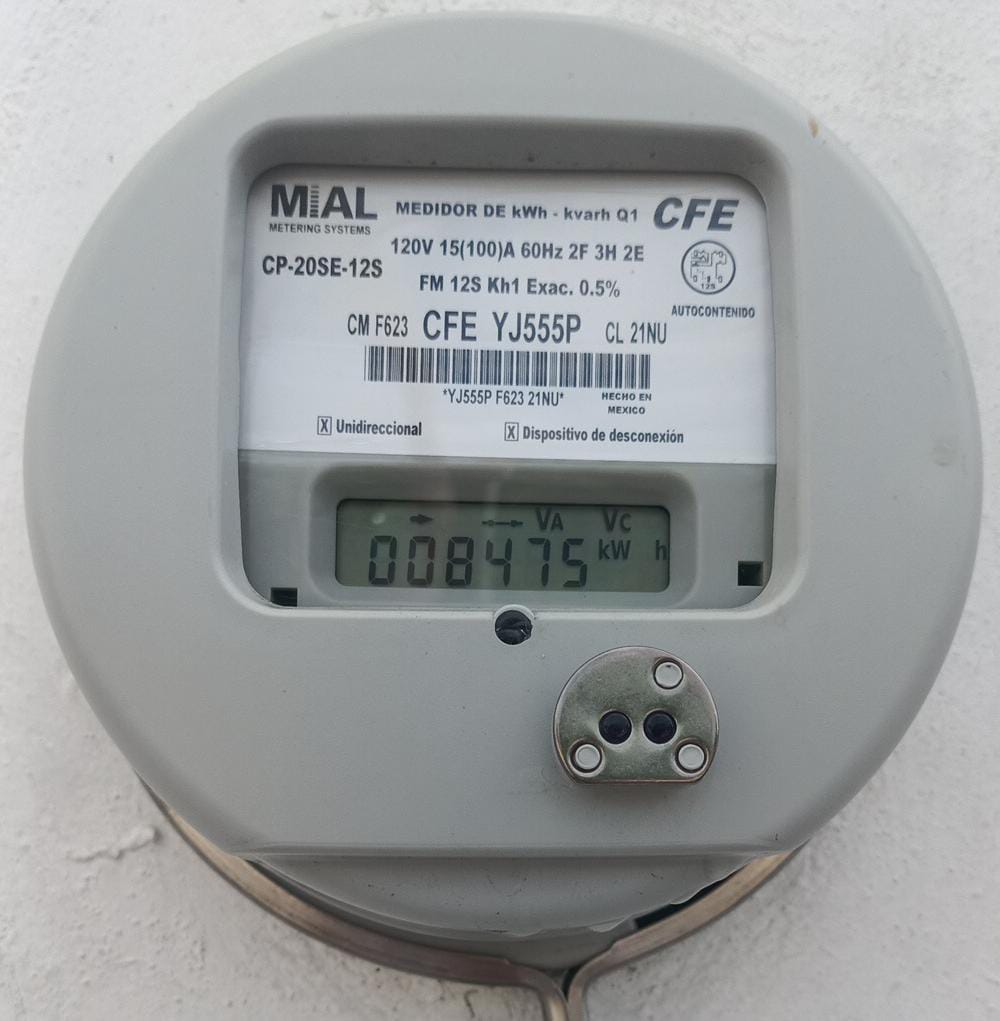 MIAL
METERING SYSTEMS
MEDIDOR DE kWh - kvarh Q1
CFE
120V 15(100)A 60Hz 2F 3H 2E
CP-20SE-12S
FM 12S Kh1 Exac. 0.5%
12S
AUTOCONTENIDO
CM F623 CFE YJ555P CL 21NU
*YJ555P F623 21NU*
HECHO EN
MEXICO
X Unidireccional
X Dispositivo de desconexión
VA VC
008475 kW h